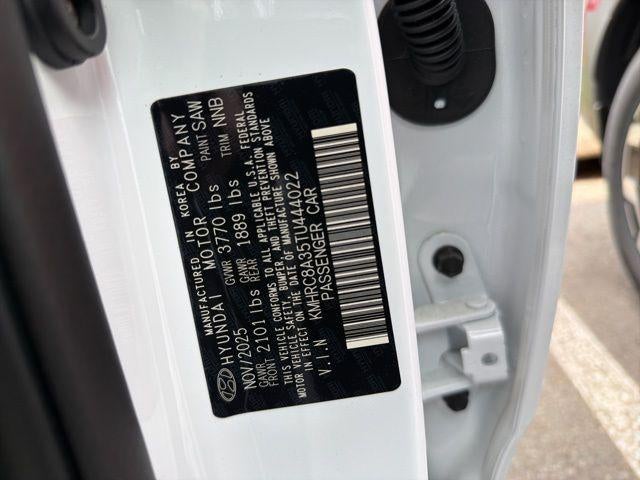 MANUFACTURED IN KOREA BY
HYUNDAI MOTOR COMPANY
NOV/2025 GVWR 3770 lbs PAINT SAW
GAWR FRONT 2101lbs GAWR REAR 1889 lbs TRIM NNB
THIS VEHICLE CONFORMS TO ALL APPLICABLE U.S.A. FEDERAL
MOTOR VEHICLE SAFETY, BUMPER, AND THEFT PREVENTION STANDARDS
IN EFFECT ON THE DATE OF MANUFACTURE SHOWN ABOVE
V.I.N KMHRC8A35TU444022
PASSENGER CAR